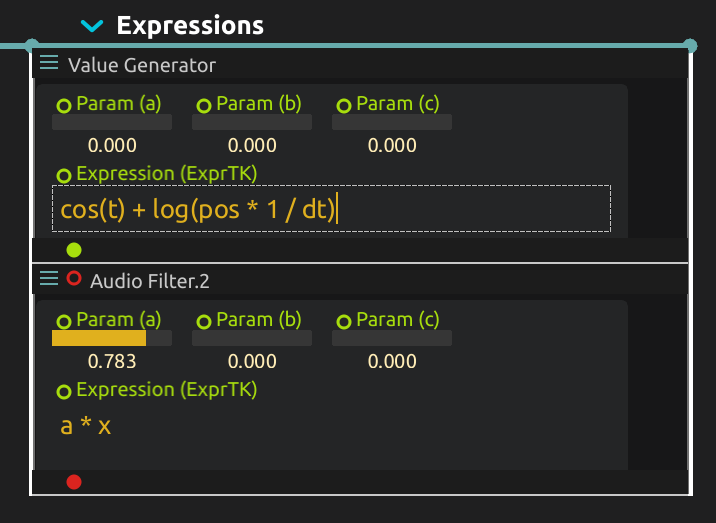 Expressions
Value Generator
Param (a) Param (b) Param (c)
0.000 0.000 0.000
Expression (ExprTK)
cos(t) + log(pos * 1 / dt)
Audio Filter.2
Param (a) Param (b) Param (c)
0.783 0.000 0.000
Expression (ExprTK)
a * x